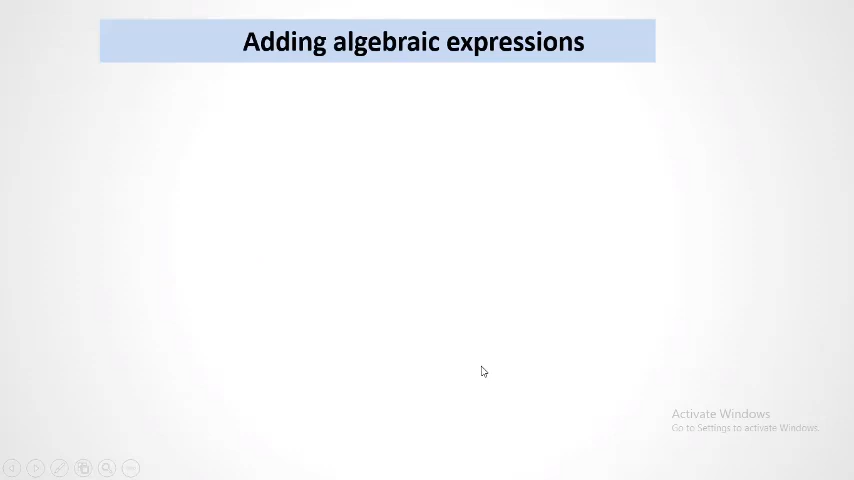 Adding algebraic expressions
Activate Windows
Go to Settings to activate Windows.